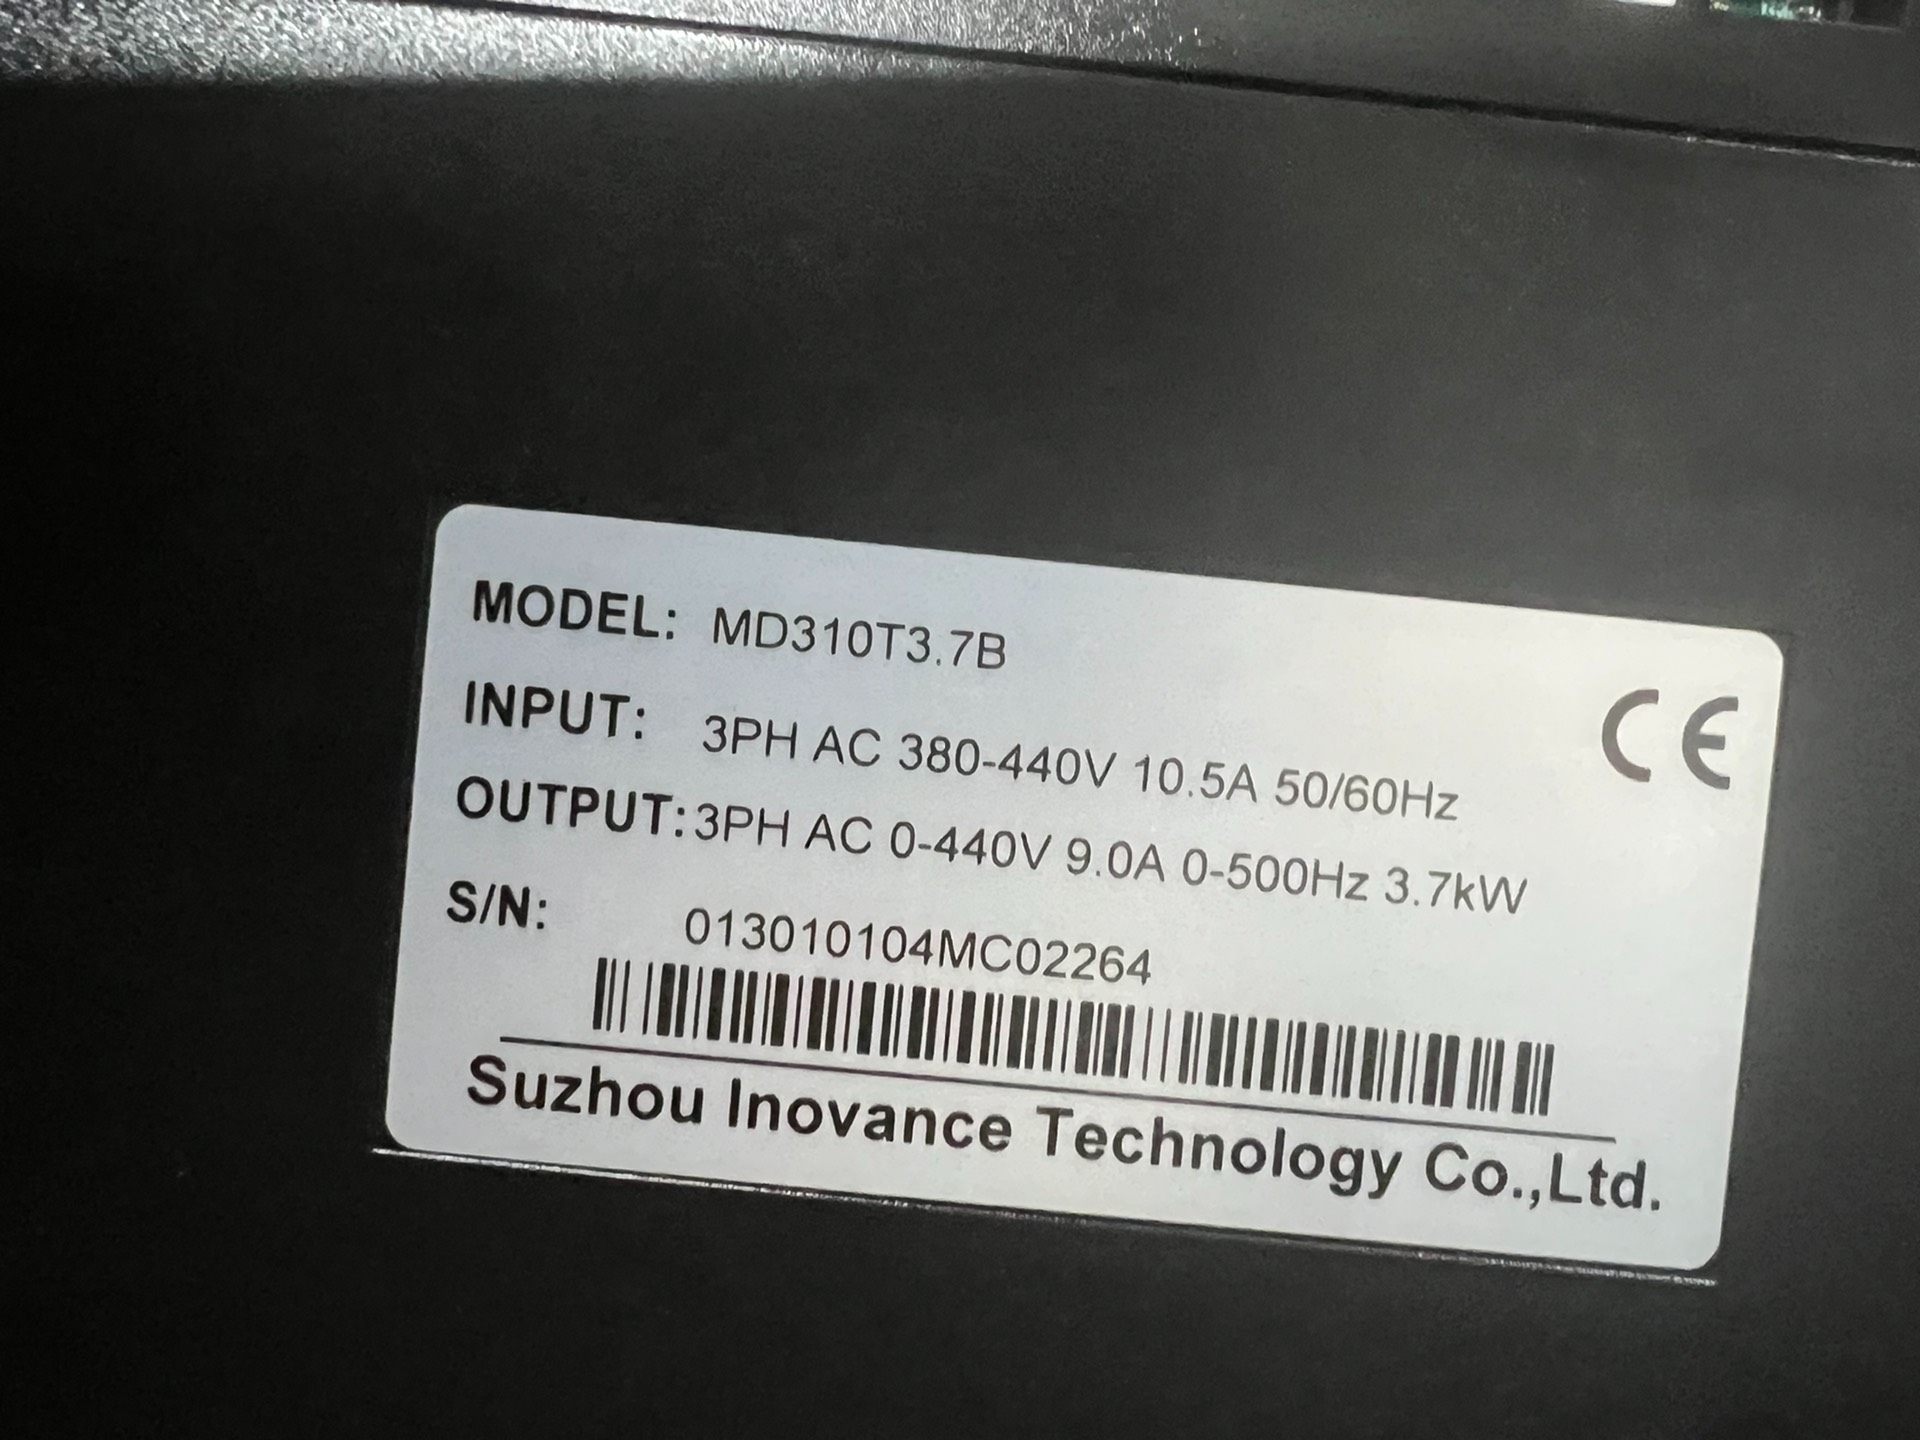 MODEL: MD310T3.7B
INPUT: 3PH AC 380-440V 10.5A 50/60Hz
OUTPUT:3PH AC 0-440V 9.0A 0-500Hz 3.7kW
S/N: 013010104MC02264
CE
Suzhou Inovance Technology Co.,Ltd.